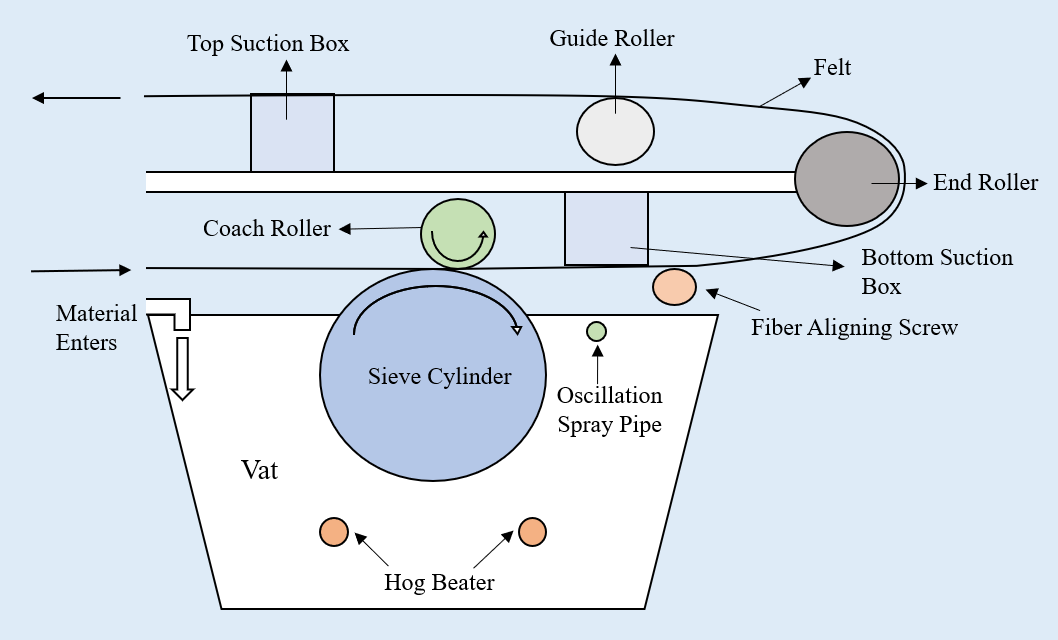 Top Suction Box
Guide Roller
Felt
End Roller
Coach Roller
Bottom Suction
Box
Material
Enters
Fiber Aligning Screw
Sieve Cylinder
Oscillation
Spray Pipe
Vat
Hog Beater